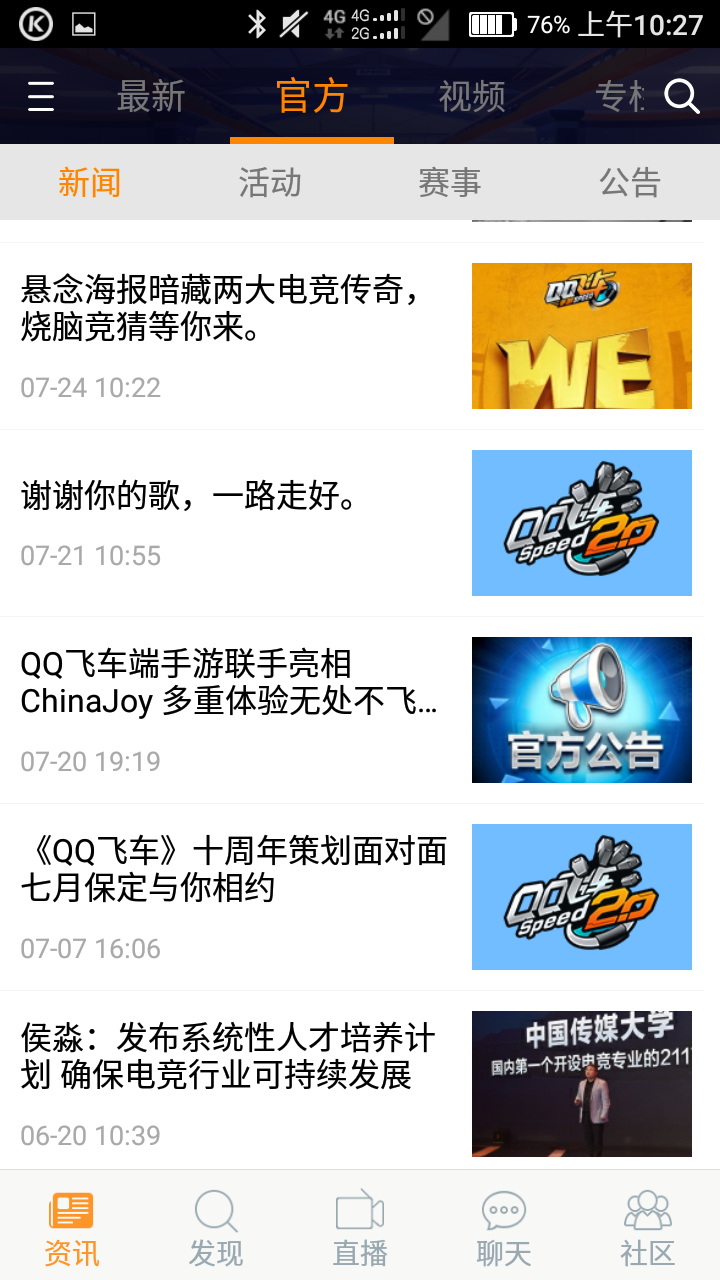 4G 4G 2G 76% 上午10:27
最新 官方 视频 专栏
新闻 活动 赛事 公告
悬念海报暗藏两大电竞传奇，
烧脑竞猜等你来。
07-24 10:22
QQ飞车
SPEED
WE
谢谢你的歌，一路走好。
07-21 10:55
QQ飞车
Speed 2.0
QQ飞车端手游联手亮相
ChinaJoy 多重体验无处不飞…
07-20 19:19
官方公告
《QQ飞车》十周年策划面对面
七月保定与你相约
07-07 16:06
QQ飞车
Speed 2.0
侯淼：发布系统性人才培养计
划 确保电竞行业可持续发展
06-20 10:39
中国传媒大学
国内第一个开设电竞专业的211
资讯 发现 直播 聊天 社区